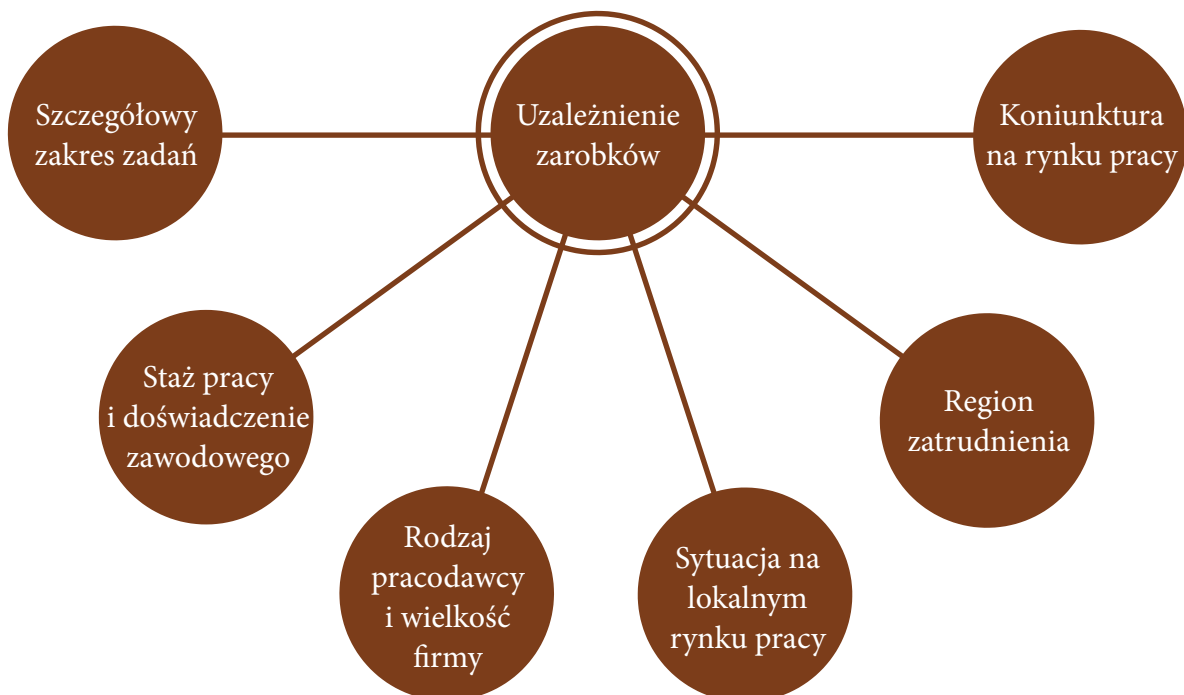 Uzależnienie
zarobków
Szczegółowy
zakres zadań
Staż pracy
i doświadczenie
zawodowego
Rodzaj
pracodawcy
i wielkość
firmy
Sytuacja na
lokalnym
rynku pracy
Region
zatrudnienia
Koniunktura
na rynku pracy